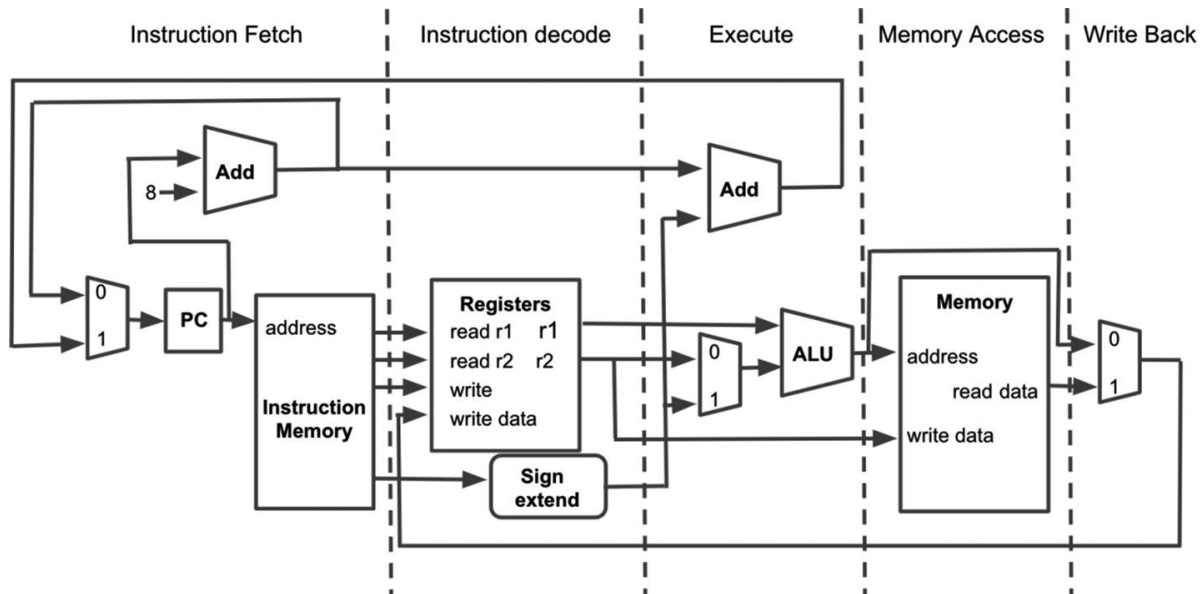 Instruction Fetch
Instruction decode
Execute
Memory Access
Write Back
Add
8
Add
0
1
PC
address
Instruction
Memory
Registers
read r1 r1
read r2 r2
write
write data
Sign
extend
0
1
ALU
Memory
address
read data
write data
0
1